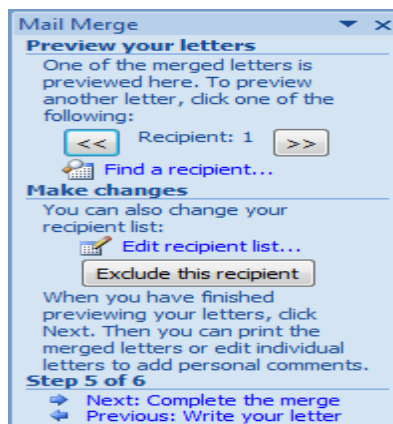 Mail Merge
Preview your letters
One of the merged letters is
previewed here. To preview
another letter, click one of the
following:
<< Recipient: 1 >>
Find a recipient...
Make changes
You can also change your
recipient list:
Edit recipient list...
Exclude this recipient
When you have finished
previewing your letters, click
Next. Then you can print the
merged letters or edit individual
letters to add personal comments.
Step 5 of 6
Next: Complete the merge
Previous: Write your letter